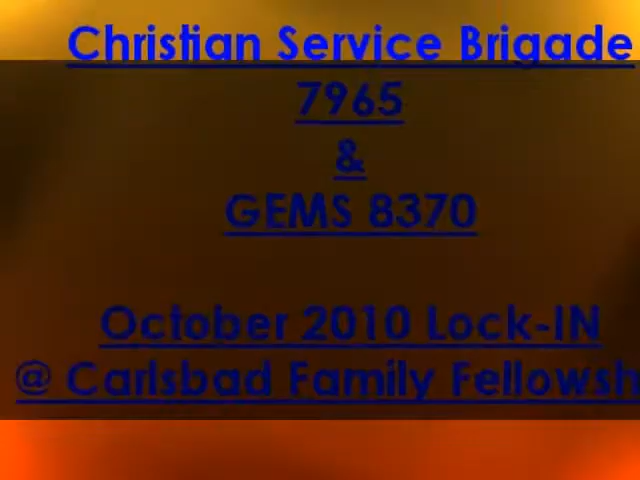 Christian Service Brigade
7965
&
GEMS 8370
October 2010 Lock-IN
@ Carlsbad Family Fellowsh